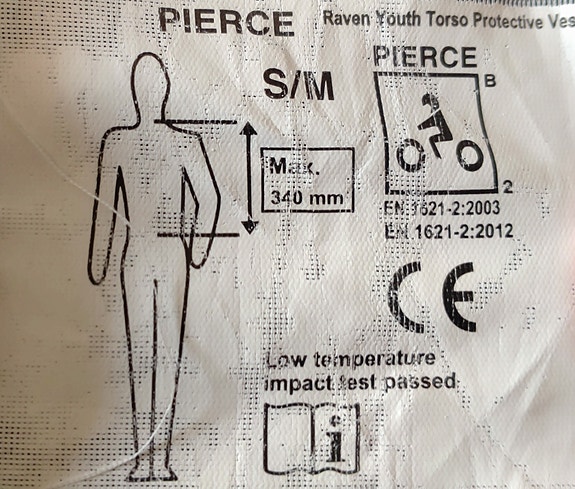 PIERCE Raven Youth Torso Protective Ves
PIERCE
S/M
B
Max.
340 mm
2
EN 1621-2:2003
EN 1621-2:2012
CE
Low temperature
impact test passed
i